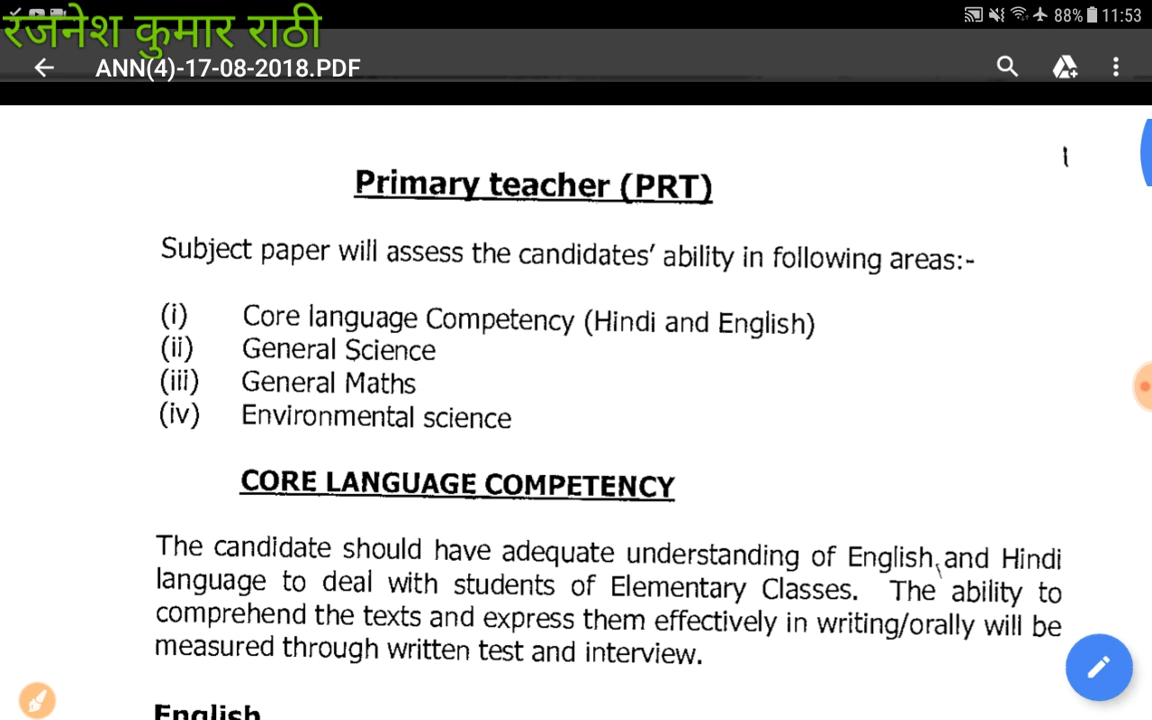 रजनेश कुमार राठी
88% 11:53
ANN(4)-17-08-2018.PDF
1
Primary teacher (PRT)
Subject paper will assess the candidates' ability in following areas:-
(i) Core language Competency (Hindi and English)
(ii) General Science
(iii) General Maths
(iv) Environmental science
CORE LANGUAGE COMPETENCY
The candidate should have adequate understanding of English, and Hindi
language to deal with students of Elementary Classes. The ability to
comprehend the texts and express them effectively in writing/orally will be
measured through written test and interview.
English